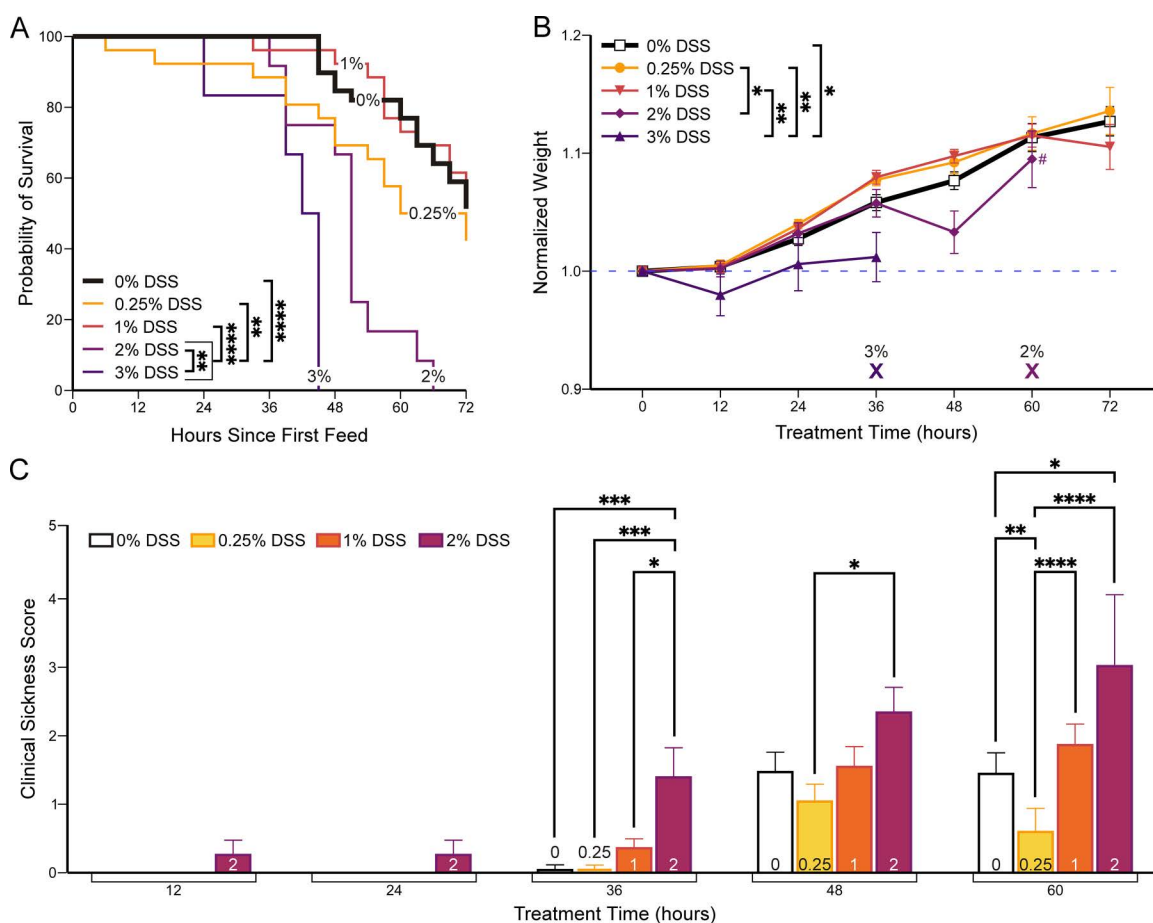 A
Probability of Survival
100
80
60
40
20
0
1%
0%
0.25%
3%
2%
0% DSS
0.25% DSS
1% DSS
2% DSS
3% DSS
****
**
****
**
0
12
24
36
48
60
72
Hours Since First Feed
B
Normalized Weight
1.2
1.1
1.0
0.9
0% DSS
0.25% DSS
1% DSS
2% DSS
3% DSS
*
**
**
*
#
3%
X
2%
X
0
12
24
36
48
60
72
Treatment Time (hours)
C
Clinical Sickness Score
5
4
3
2
1
0
0% DSS
0.25% DSS
1% DSS
2% DSS
***
***
*
*
*
****
**
****
2
2
0
0.25
1
2
0
0.25
1
2
0
0.25
1
2
12
24
36
48
60
Treatment Time (hours)